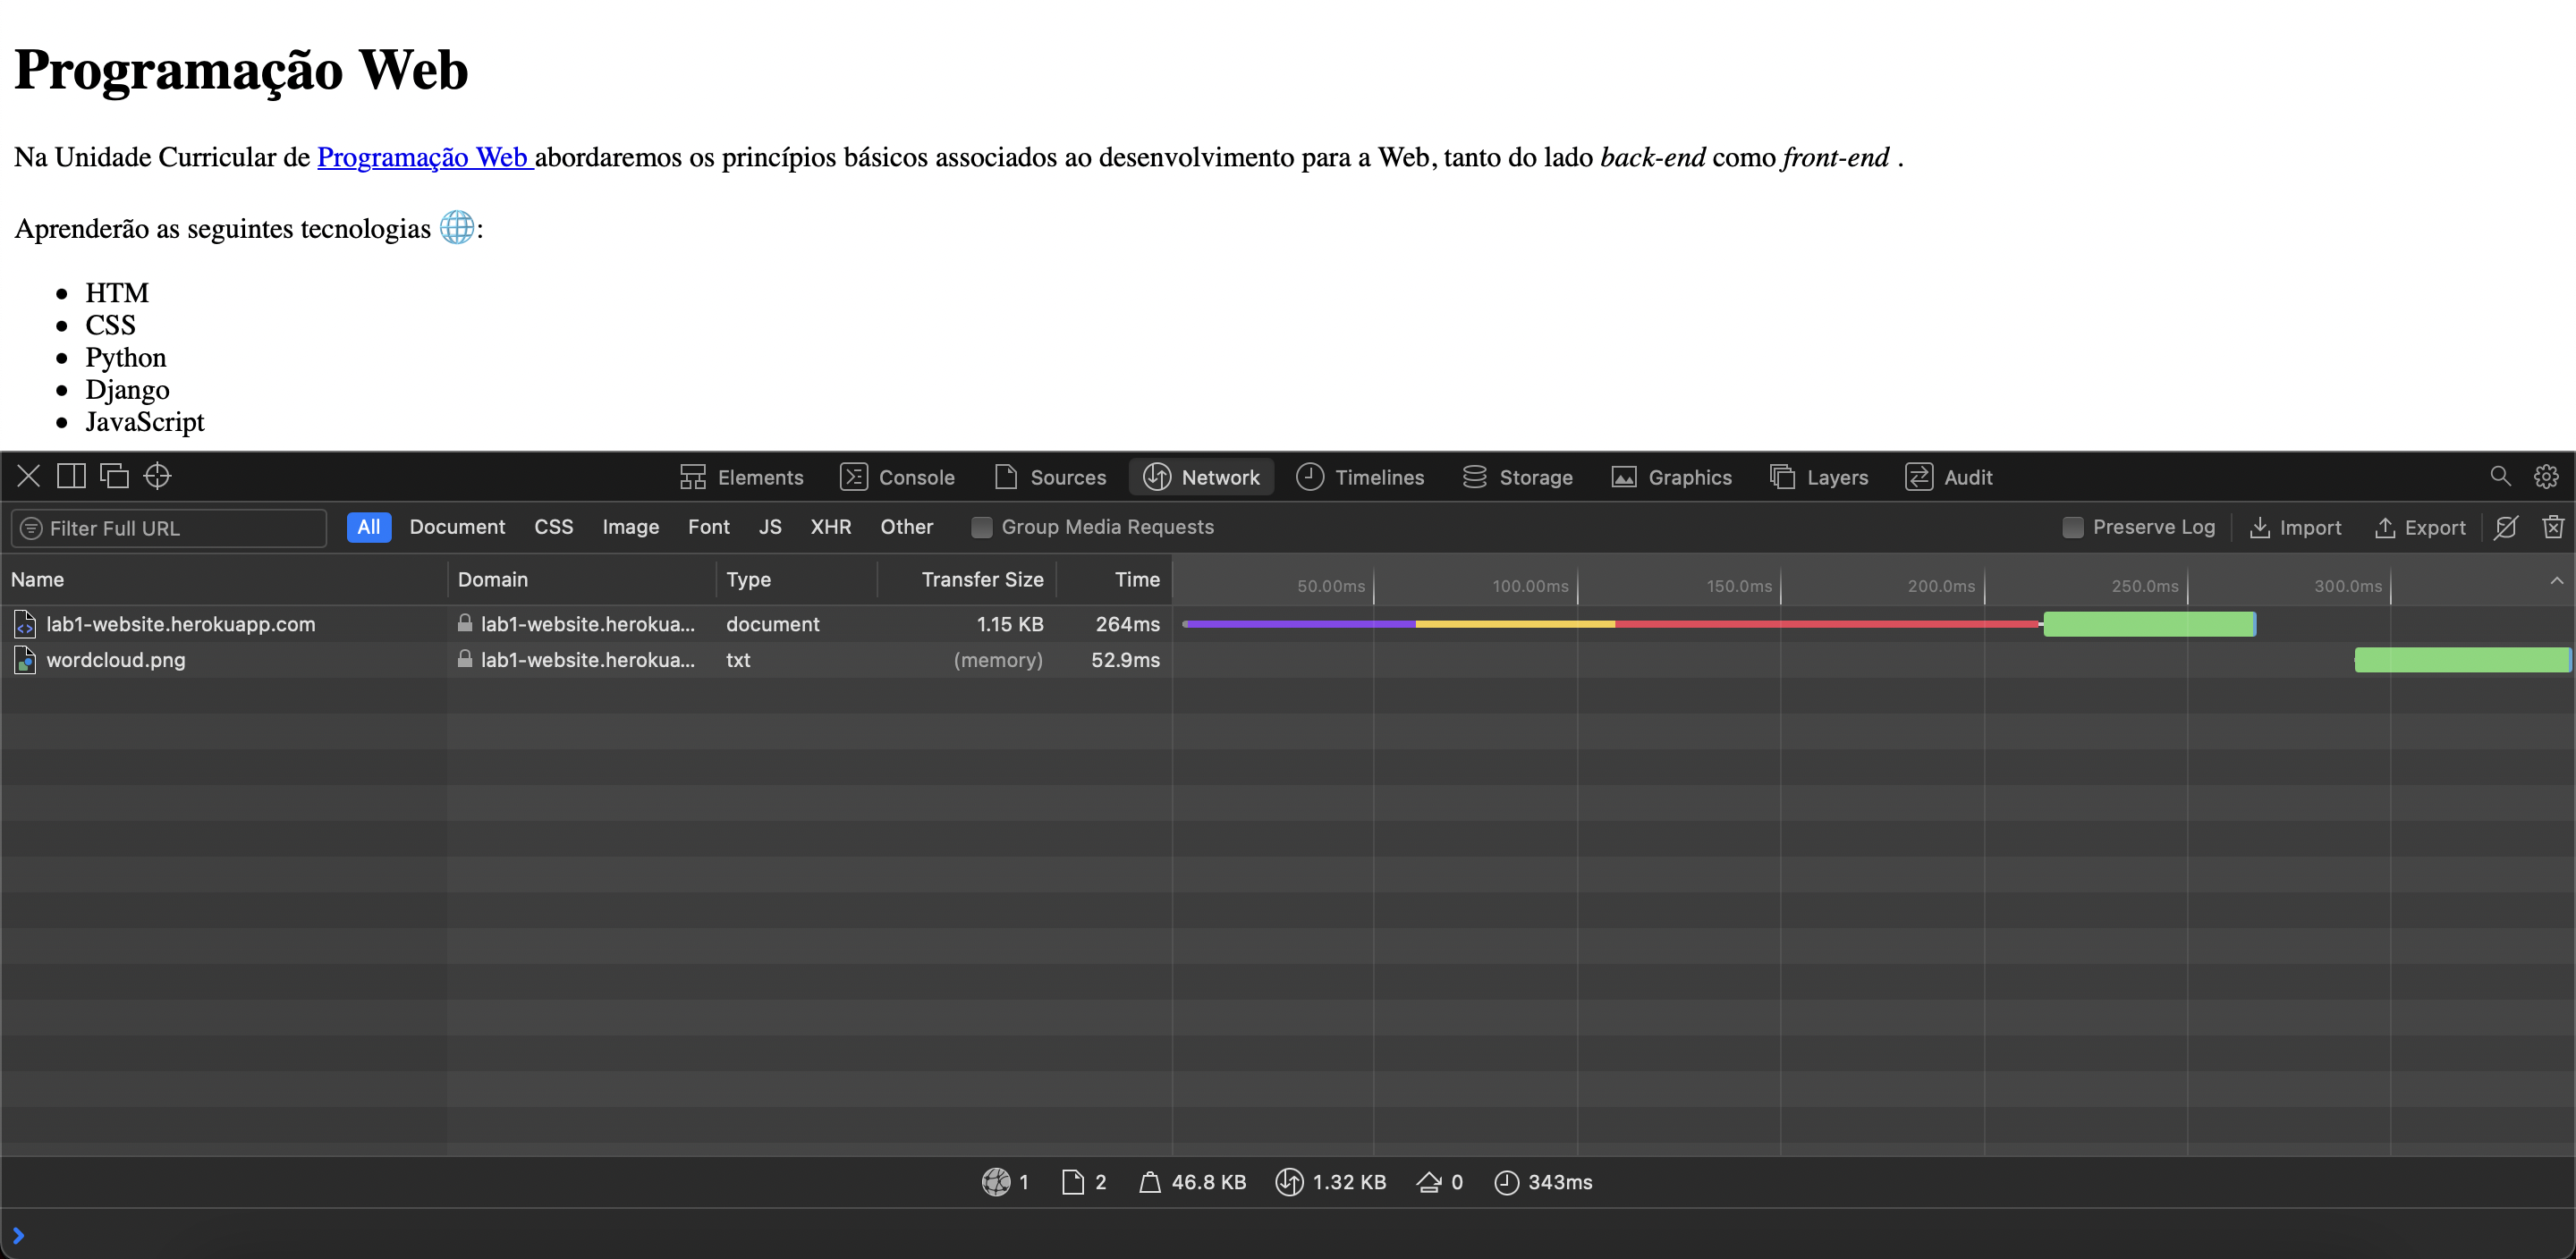 Programação Web
Na Unidade Curricular de Programação Web abordaremos os princípios básicos associados ao desenvolvimento para a Web, tanto do lado back-end como front-end .
Aprenderão as seguintes tecnologias 🌐:
• HTM
• CSS
• Python
• Django
• JavaScript
Elements Console Sources Network Timelines Storage Graphics Layers Audit
Filter Full URL All Document CSS Image Font JS XHR Other Group Media Requests Preserve Log Import Export
Name Domain Type Transfer Size Time 50.00ms 100.00ms 150.0ms 200.0ms 250.0ms 300.0ms
lab1-website.herokuapp.com lab1-website.herokua... document 1.15 KB 264ms
wordcloud.png lab1-website.herokua... txt (memory) 52.9ms
1 2 46.8 KB 1.32 KB 0 343ms